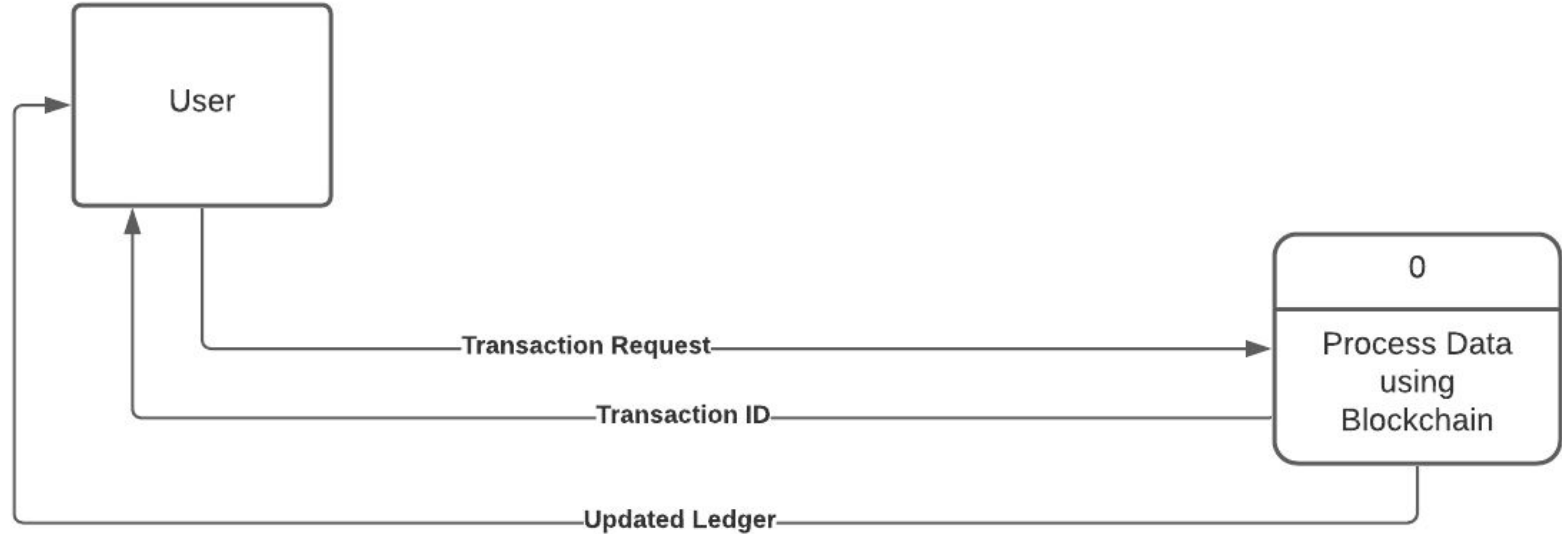 User
0
Process Data
using
Blockchain
Transaction Request
Transaction ID
Updated Ledger